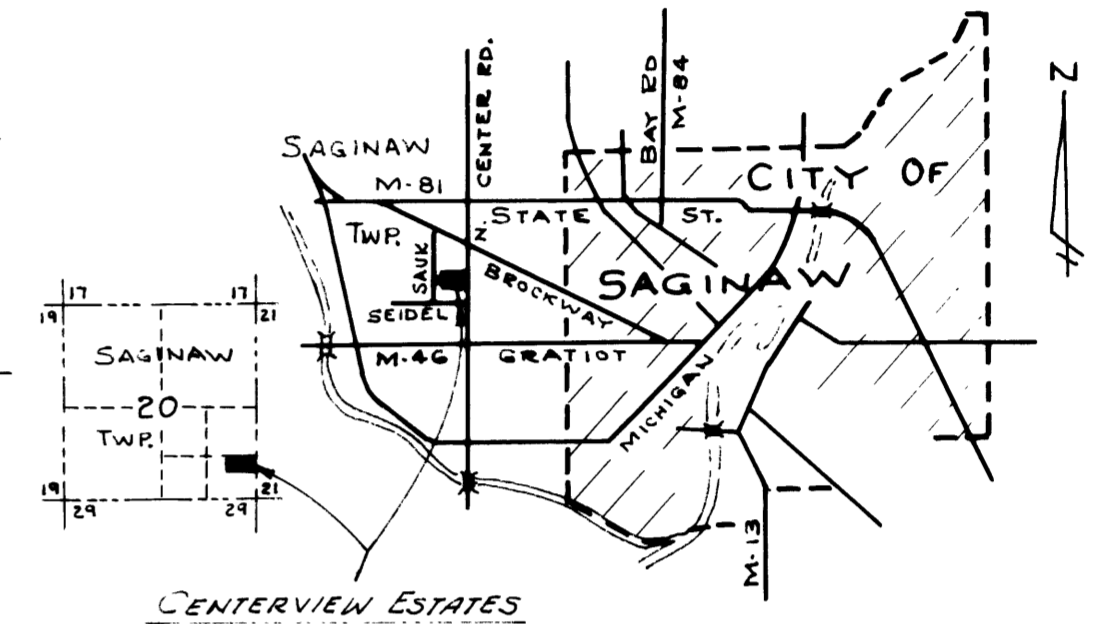 SAGINAW
TWP.
M-81
N. CENTER RD.
BAY RD
M-84
CITY OF
SAGINAW
STATE ST.
SAUK
BROCKWAY
SEIDEL
M-46 GRATIOT
MICHIGAN
M-13
N
17 17
19 21
SAGINAW
20
TWP.
19 21
29 29
CENTERVIEW ESTATES